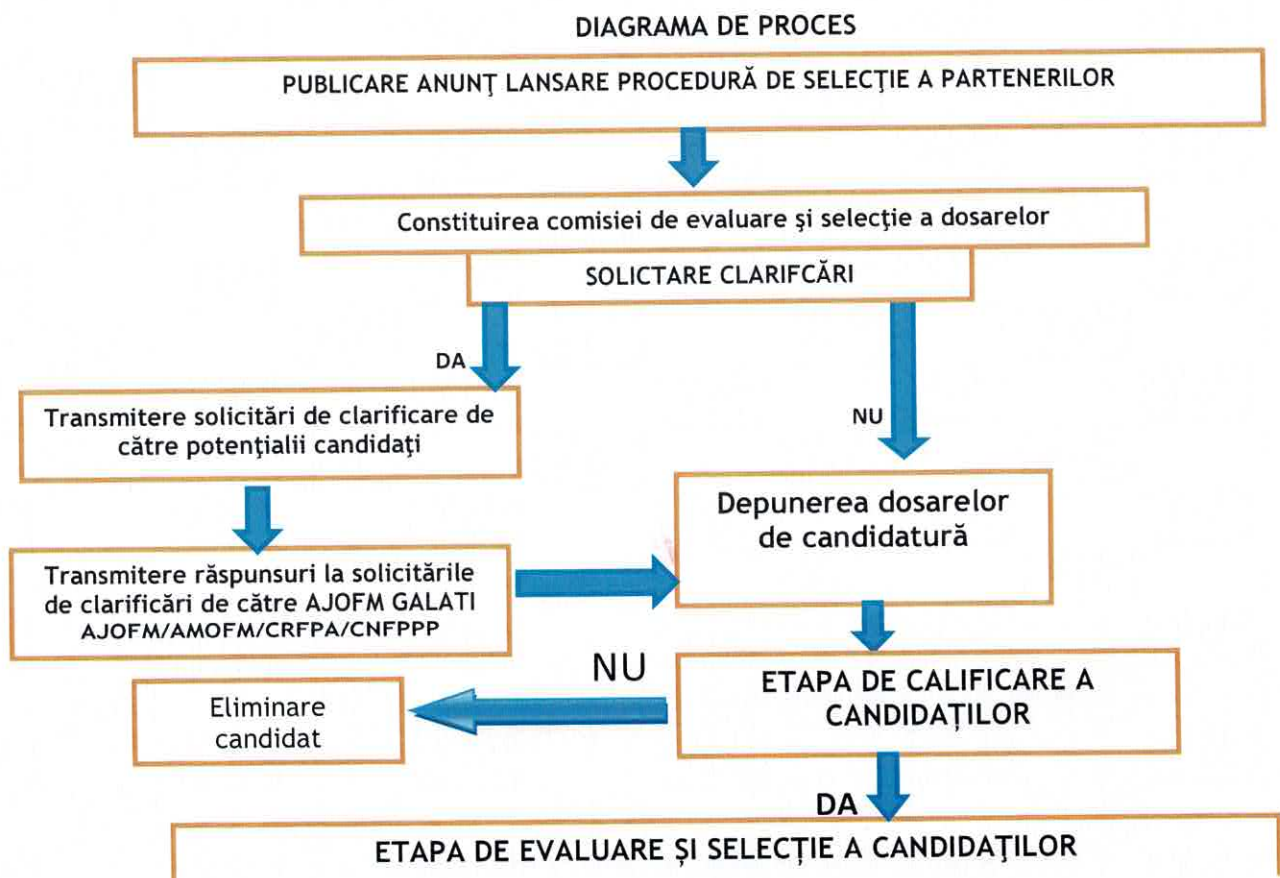 DIAGRAMA DE PROCES
PUBLICARE ANUNŢ LANSARE PROCEDURĂ DE SELECŢIE A PARTENERILOR
Constituirea comisiei de evaluare şi selecţie a dosarelor
SOLICTARE CLARIFCĂRI
DA
NU
Transmitere solicitări de clarificare de
către potenţialii candidaţi
Depunerea dosarelor
de candidatură
Transmitere răspunsuri la solicitările
de clarificări de către AJOFM GALATI
AJOFM/AMOFM/CRFPA/CNFPPP
NU
ETAPA DE CALIFICARE A
CANDIDAȚILOR
Eliminare
candidat
DA
ETAPA DE EVALUARE ȘI SELECȚIE A CANDIDAŢILOR